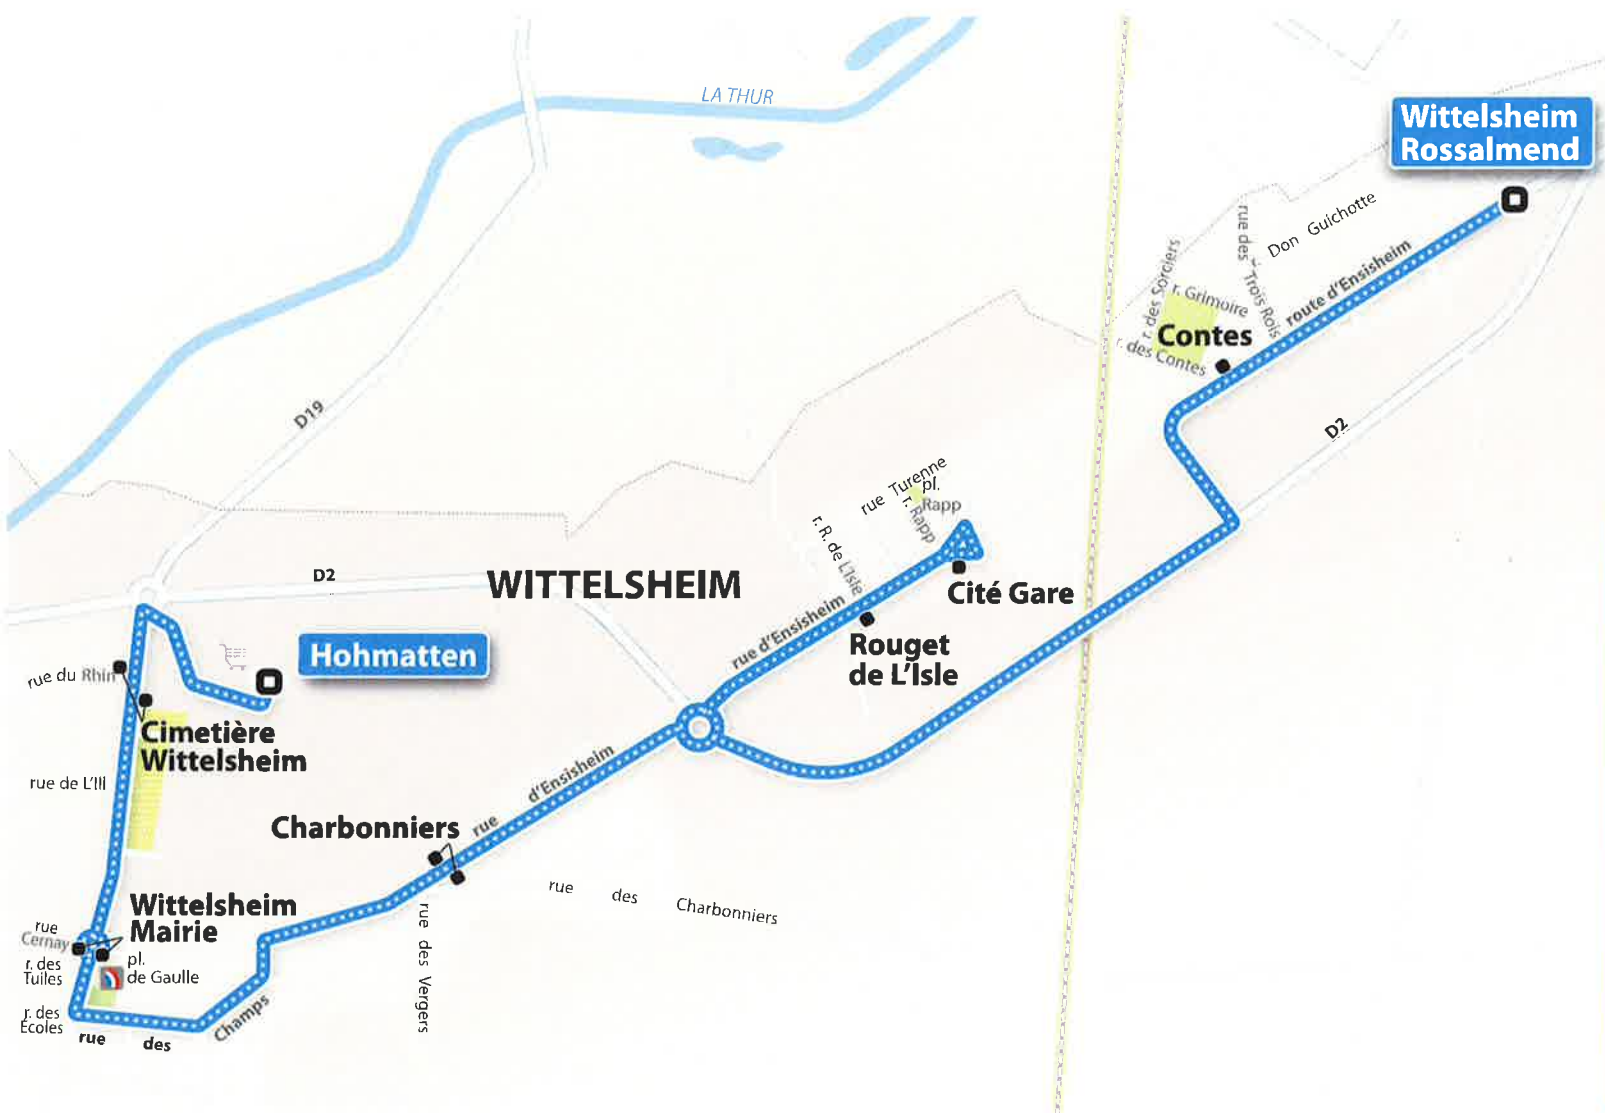 LA THUR
Wittelsheim
Rossalmend
Don Guichotte
rue des Trois Rois
r. des Sorciers
r. Grimoire
route d'Ensisheim
Contes
r. des Contes
D19
D2
rue Turenne
pl.
Rapp
r. Rapp
r. R. de L'Isle
D2
WITTELSHEIM
Cité Gare
rue d'Ensisheim
Rouget
de L'Isle
Hohmatten
rue du Rhin
Cimetière
Wittelsheim
rue de L'Ill
rue d'Ensisheim
Charbonniers
rue des Charbonniers
rue des Vergers
Wittelsheim
Mairie
rue
Cernay
pl.
de Gaulle
r. des
Tuiles
r. des
Écoles
rue des Champs